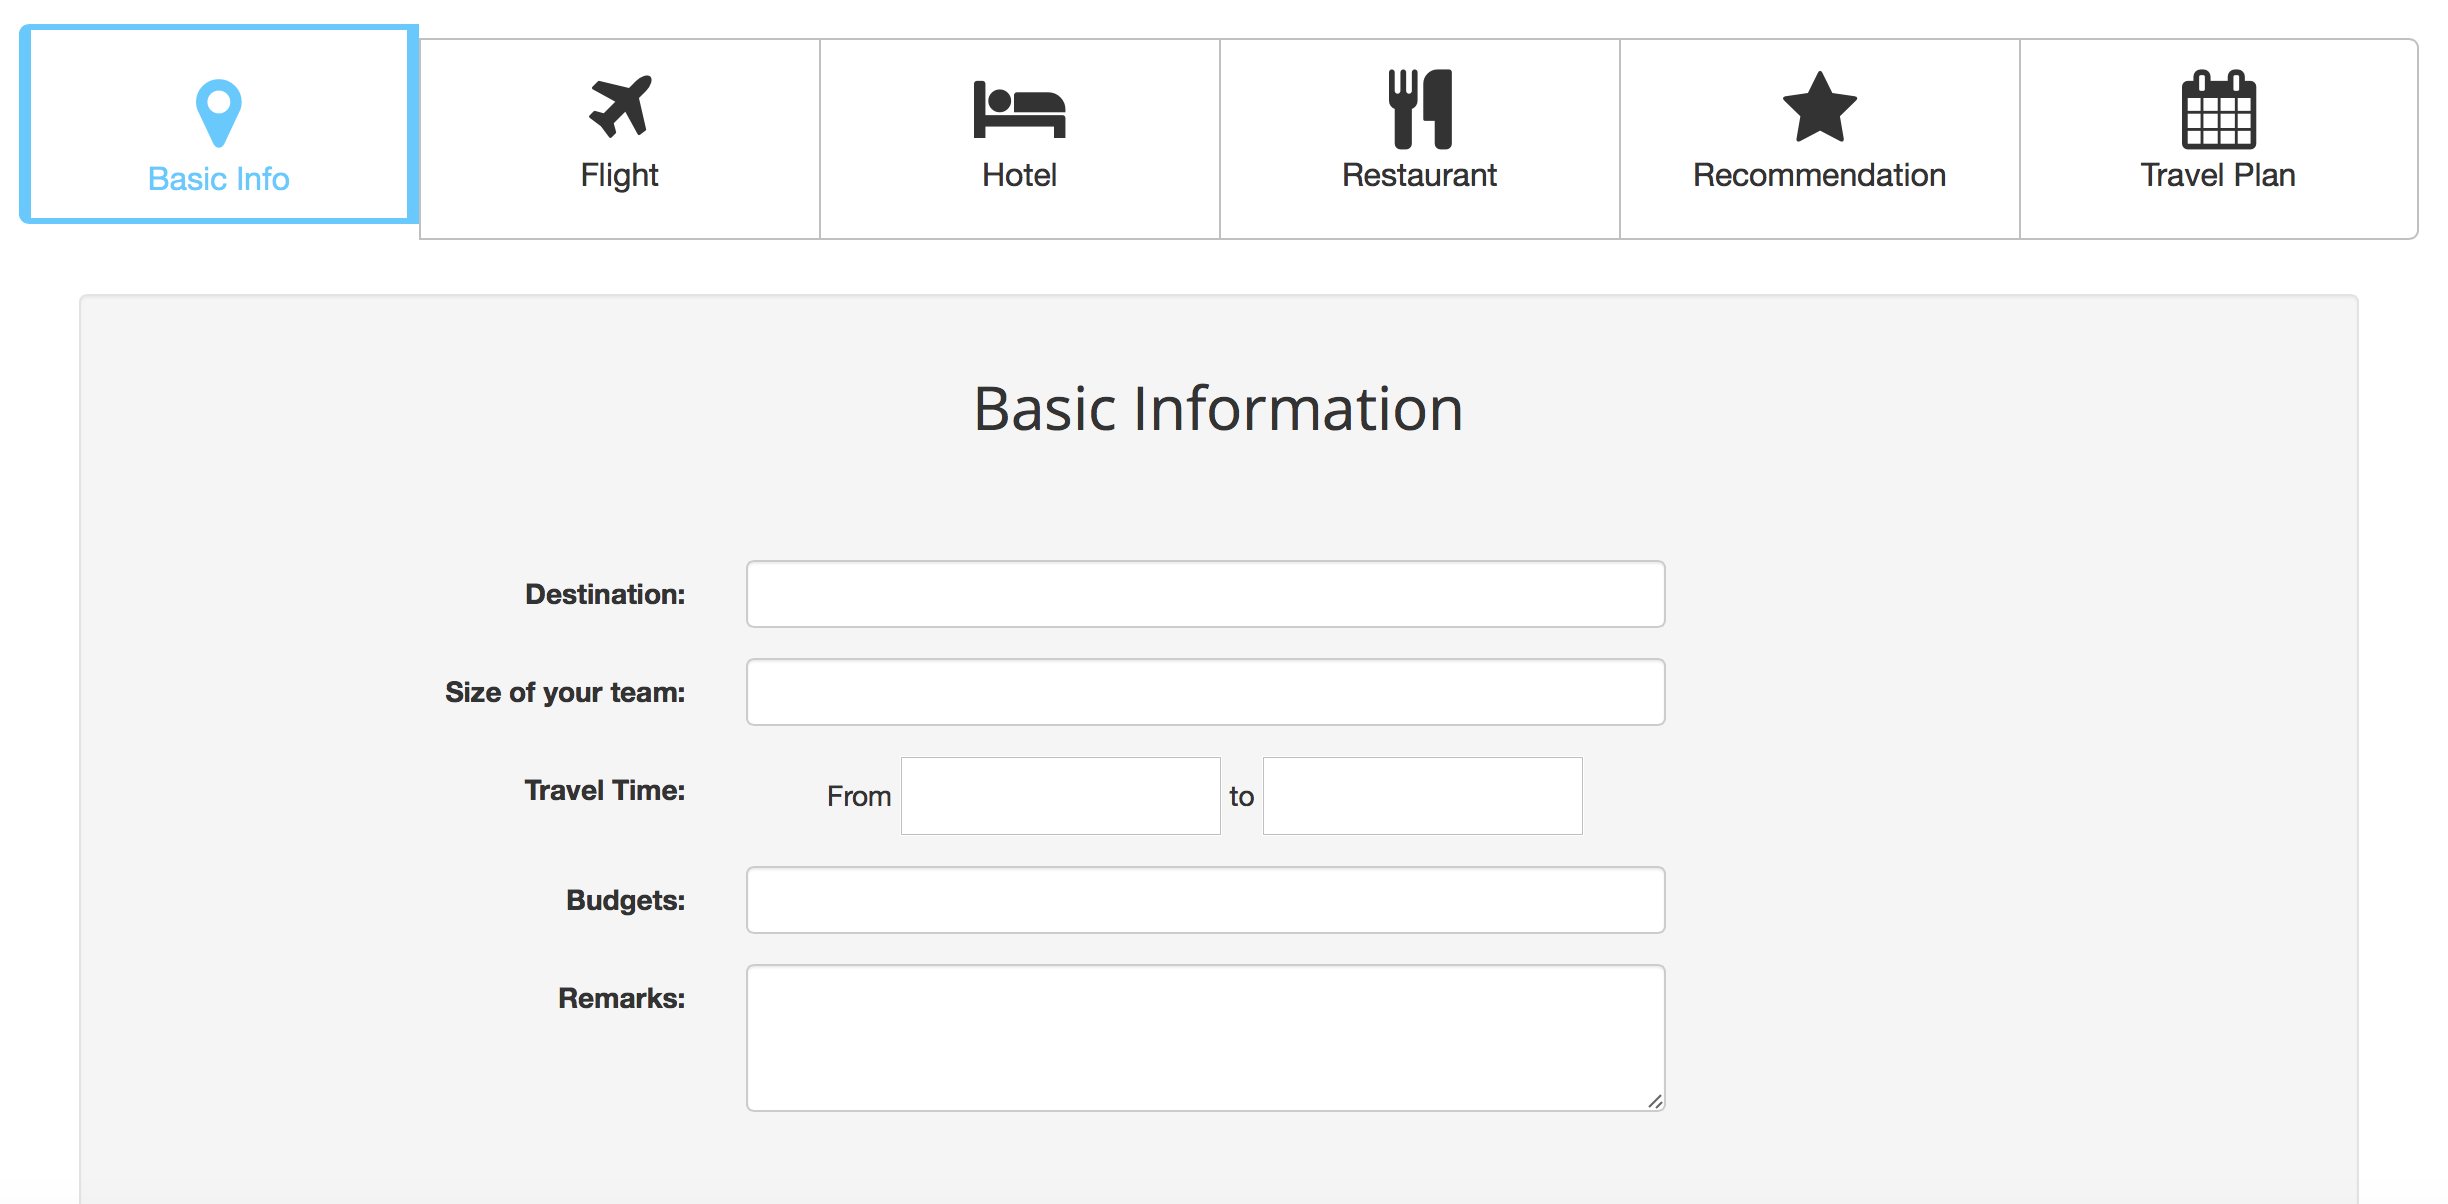 Basic Info
Flight
Hotel
Restaurant
Recommendation
Travel Plan
Basic Information
Destination:
Size of your team:
Travel Time: From to
Budgets:
Remarks: